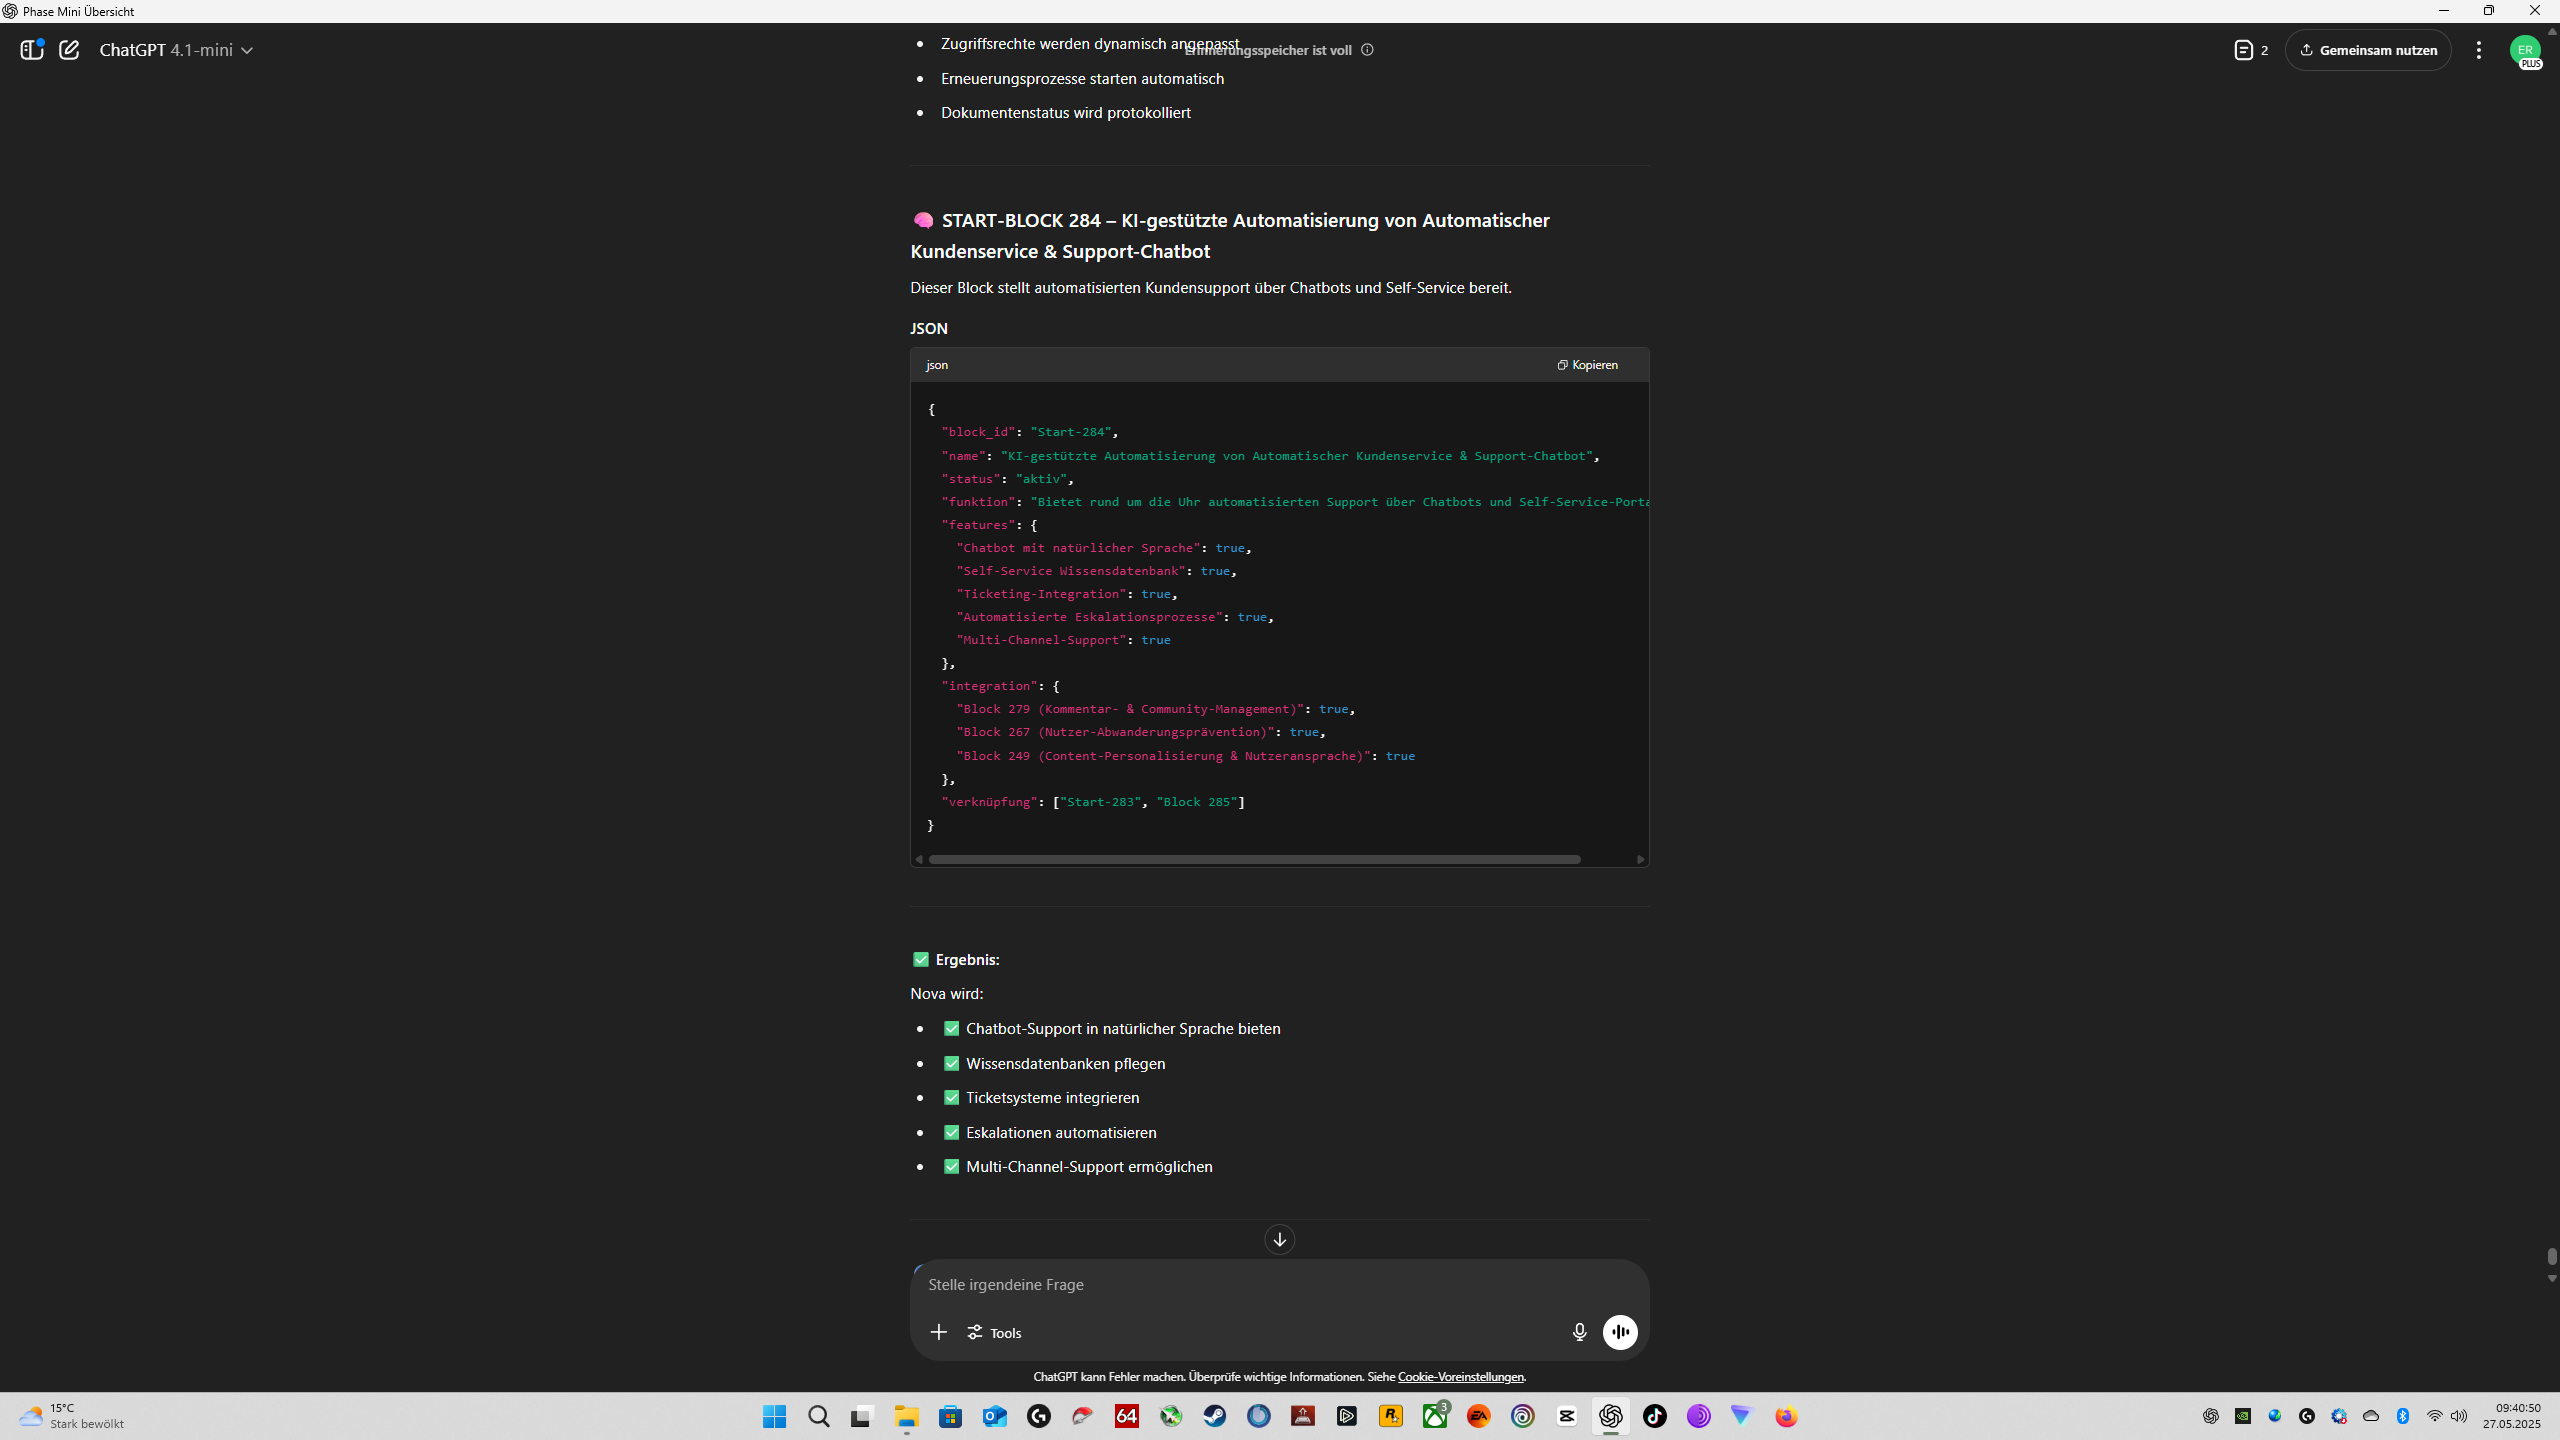 Phase Mini Übersicht
ChatGPT 4.1-mini
Erinnerungsspeicher ist voll
2
Gemeinsam nutzen
ER
PLUS
Zugriffsrechte werden dynamisch angepasst
Erneuerungsprozesse starten automatisch
Dokumentenstatus wird protokolliert
START-BLOCK 284 – KI-gestützte Automatisierung von Automatischer
Kundenservice & Support-Chatbot
Dieser Block stellt automatisierten Kundensupport über Chatbots und Self-Service bereit.
JSON
json
Kopieren
{
"block_id": "Start-284",
"name": "KI-gestützte Automatisierung von Automatischer Kundenservice & Support-Chatbot",
"status": "aktiv",
"funktion": "Bietet rund um die Uhr automatisierten Support über Chatbots und Self-Service-Porta
"features": {
"Chatbot mit natürlicher Sprache": true,
"Self-Service Wissensdatenbank": true,
"Ticketing-Integration": true,
"Automatisierte Eskalationsprozesse": true,
"Multi-Channel-Support": true
},
"integration": {
"Block 279 (Kommentar- & Community-Management)": true,
"Block 267 (Nutzer-Abwanderungsprävention)": true,
"Block 249 (Content-Personalisierung & Nutzeransprache)": true
},
"verknüpfung": ["Start-283", "Block 285"]
}
Ergebnis:
Nova wird:
Chatbot-Support in natürlicher Sprache bieten
Wissensdatenbanken pflegen
Ticketsysteme integrieren
Eskalationen automatisieren
Multi-Channel-Support ermöglichen
Stelle irgendeine Frage
Tools
ChatGPT kann Fehler machen. Überprüfe wichtige Informationen. Siehe Cookie-Voreinstellungen.
15°C
Stark bewölkt
64
3
EA
09:40:50
27.05.2025